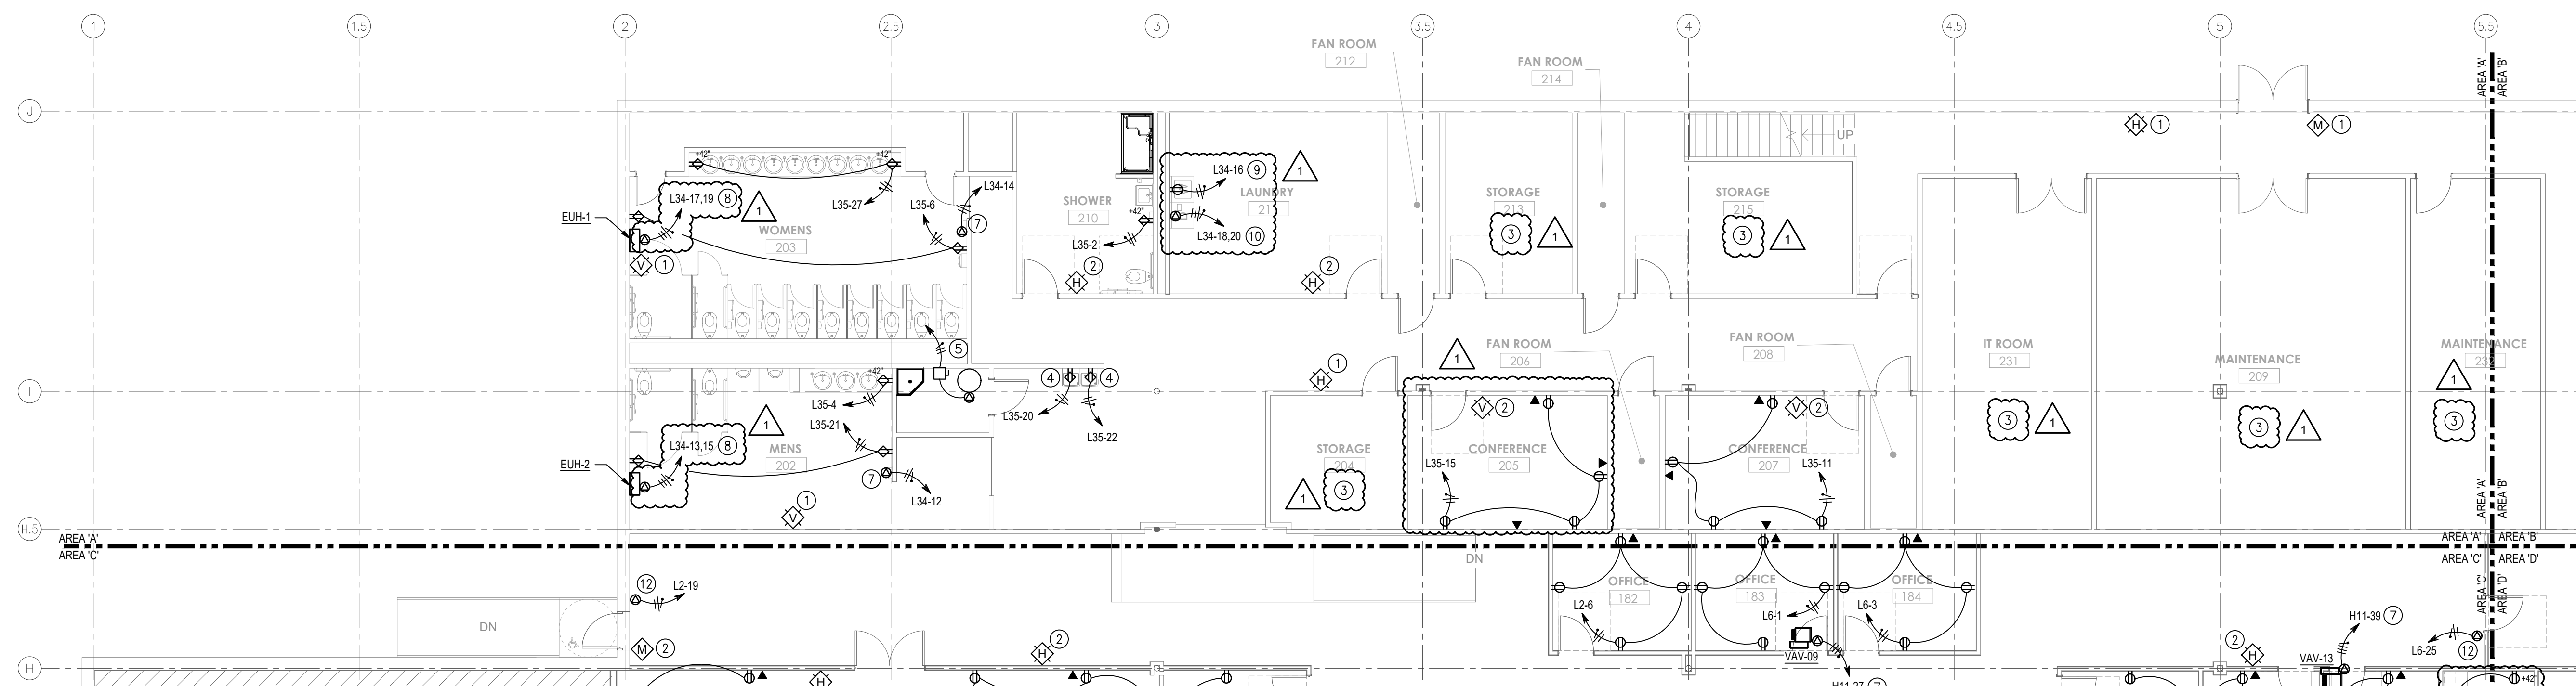 1
1.5
2
2.5
3
3.5
4
4.5
5
5.5
FAN ROOM
212
FAN ROOM
214
AREA 'A'
AREA 'B'
J
UP
H 1
M 1
+42"
+42"
L34-17,19 8
1
L35-27
L35-6
L34-14
7
EUH-1
WOMENS
203
V 1
SHOWER
210
+42"
L35-2
2
H
L34-16 9
1
LAUNDRY
L34-18,20 10
2
H
STORAGE
213
3
1
STORAGE
215
3
1
5
I
+42"
L35-4
L35-21
4
4
L35-20
L35-22
1
H
1
FAN ROOM
206
FAN ROOM
208
IT ROOM
231
MAINTENANCE
209
MAINTENANCE
1
3
1
3
1
3
L34-13,15 8
1
EUH-2
MENS
202
7
L34-12
1
V
STORAGE
204
1
3
V 2
CONFERENCE
205
L35-15
V 2
CONFERENCE
207
L35-11
AREA 'A'
AREA 'B'
H.5
AREA 'A'
AREA 'C'
AREA 'A'
AREA 'B'
AREA 'C'
AREA 'D'
DN
AREA 'C'
AREA 'D'
12
L2-19
DN
M 2
2
H
H
OFFICE
182
L2-6
OFFICE
183
L6-1
VAV-09
OFFICE
184
L6-3
H11-27 7
H11-39 7
2
H
VAV-13
L6-25
12
+42"
H